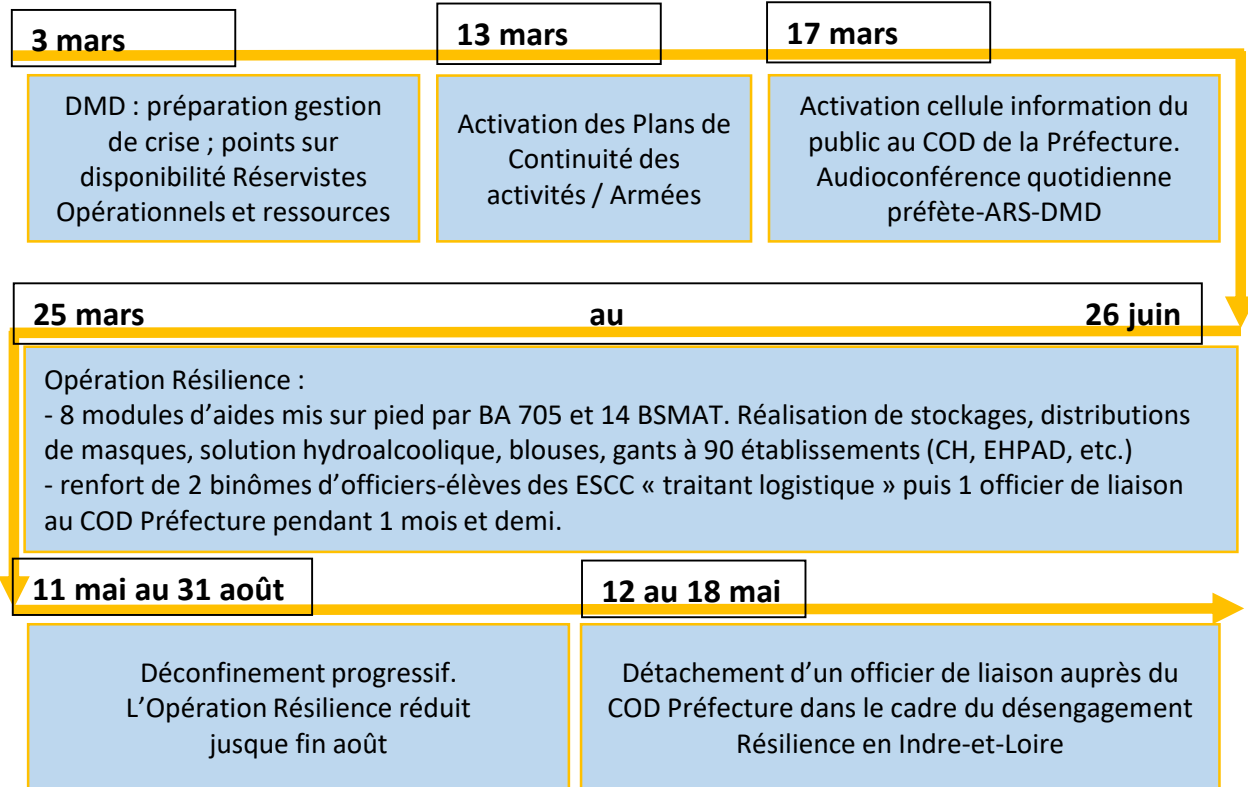 3 mars
13 mars
17 mars
DMD : préparation gestion
de crise ; points sur
disponibilité Réservistes
Opérationnels et ressources
Activation des Plans de
Continuité des
activités / Armées
Activation cellule information du
public au COD de la Préfecture.
Audioconférence quotidienne
préfète-ARS-DMD
25 mars au 26 juin
Opération Résilience :
- 8 modules d’aides mis sur pied par BA 705 et 14 BSMAT. Réalisation de stockages, distributions
de masques, solution hydroalcoolique, blouses, gants à 90 établissements (CH, EHPAD, etc.)
- renfort de 2 binômes d’officiers-élèves des ESCC « traitant logistique » puis 1 officier de liaison
au COD Préfecture pendant 1 mois et demi.
11 mai au 31 août
12 au 18 mai
Déconfinement progressif.
L’Opération Résilience réduit
jusque fin août
Détachement d’un officier de liaison auprès du
COD Préfecture dans le cadre du désengagement
Résilience en Indre-et-Loire